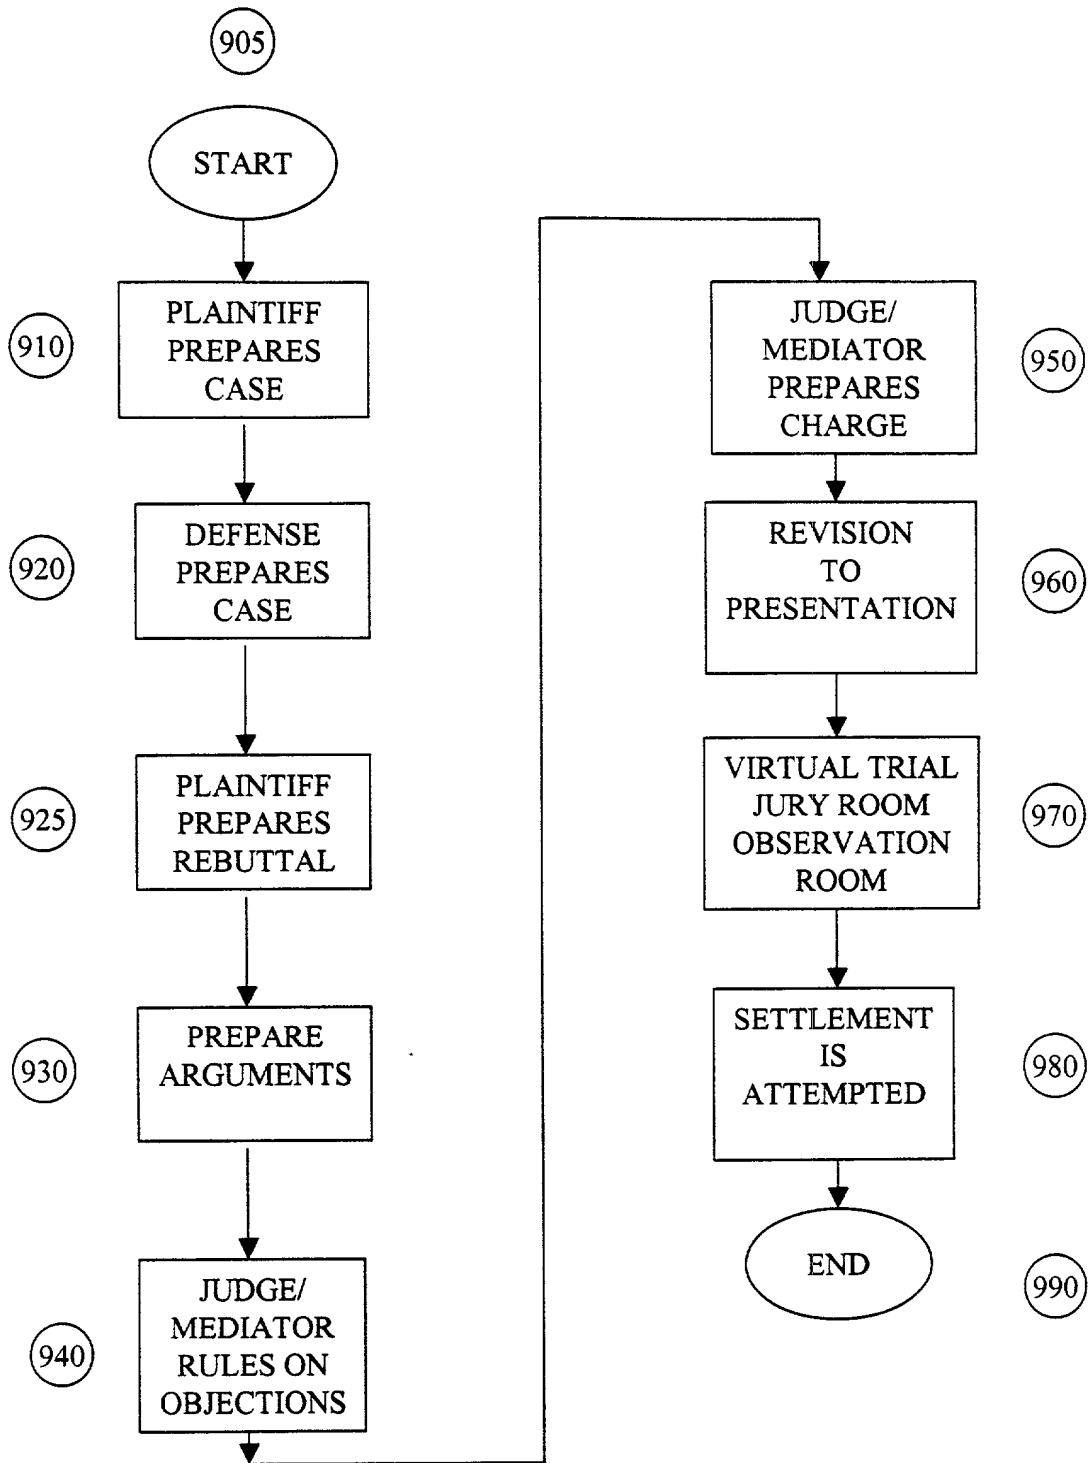 905
START
910
PLAINTIFF
PREPARES
CASE
920
DEFENSE
PREPARES
CASE
925
PLAINTIFF
PREPARES
REBUTTAL
930
PREPARE
ARGUMENTS
940
JUDGE/
MEDIATOR
RULES ON
OBJECTIONS
JUDGE/
MEDIATOR
PREPARES
CHARGE
950
REVISION
TO
PRESENTATION
960
VIRTUAL TRIAL
JURY ROOM
OBSERVATION
ROOM
970
SETTLEMENT
IS
ATTEMPTED
980
END
990